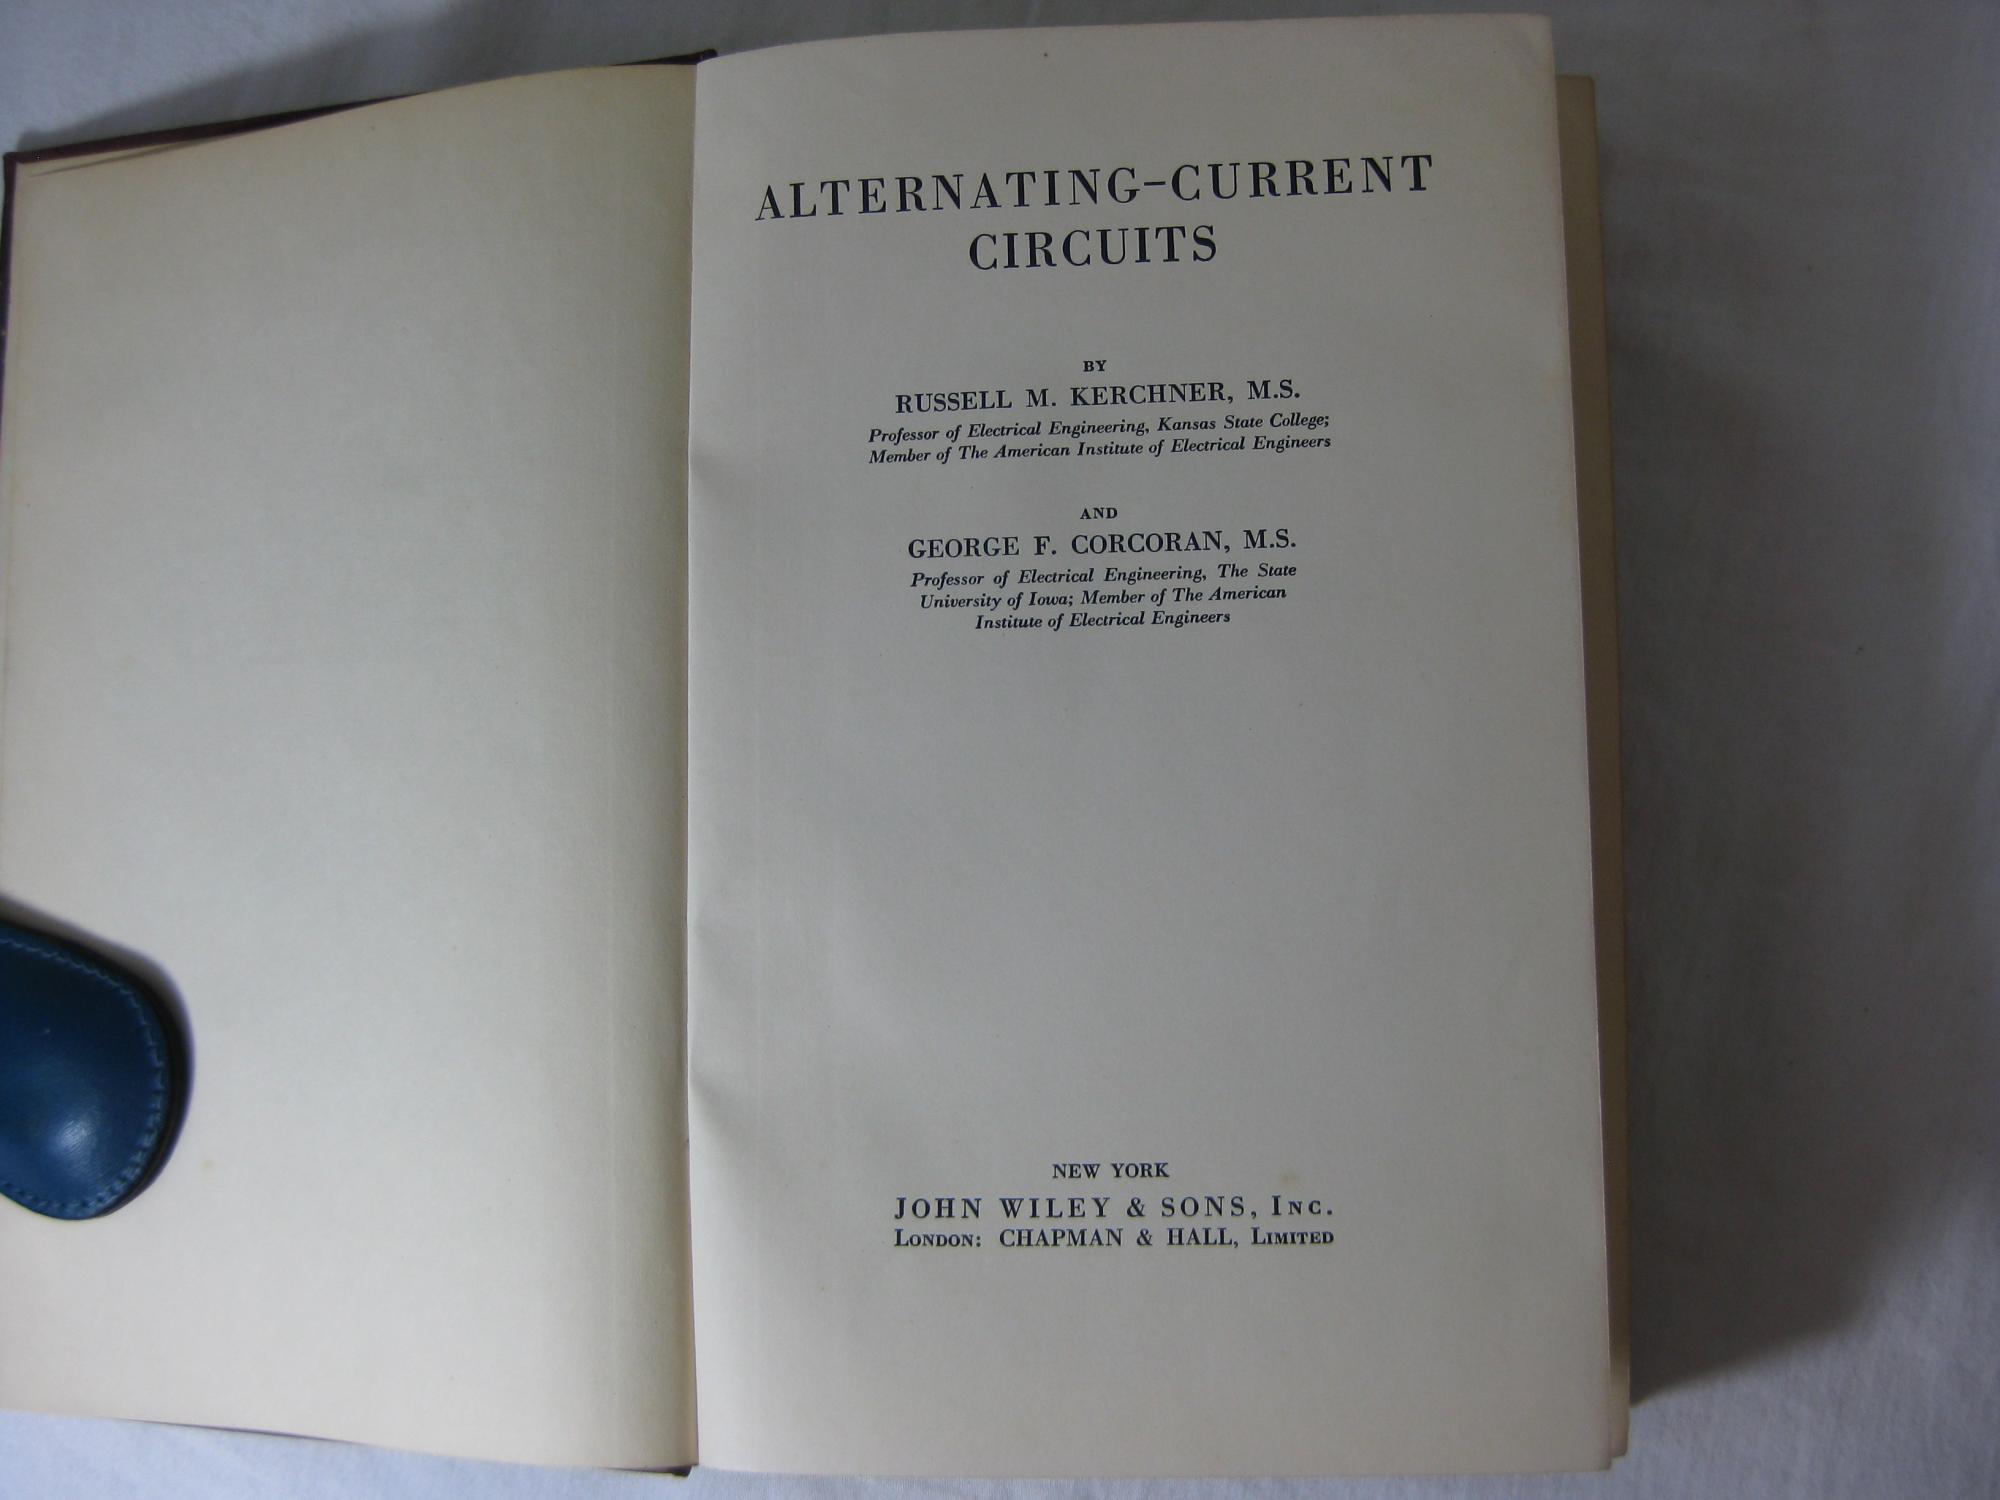 ALTERNATING-CURRENT
CIRCUITS
BY
RUSSELL M. KERCHNER, M.S.
Professor of Electrical Engineering, Kansas State College;
Member of The American Institute of Electrical Engineers
AND
GEORGE F. CORCORAN, M.S.
Professor of Electrical Engineering, The State
University of Iowa; Member of The American
Institute of Electrical Engineers
NEW YORK
JOHN WILEY & SONS, Inc.
London: CHAPMAN & HALL, Limited